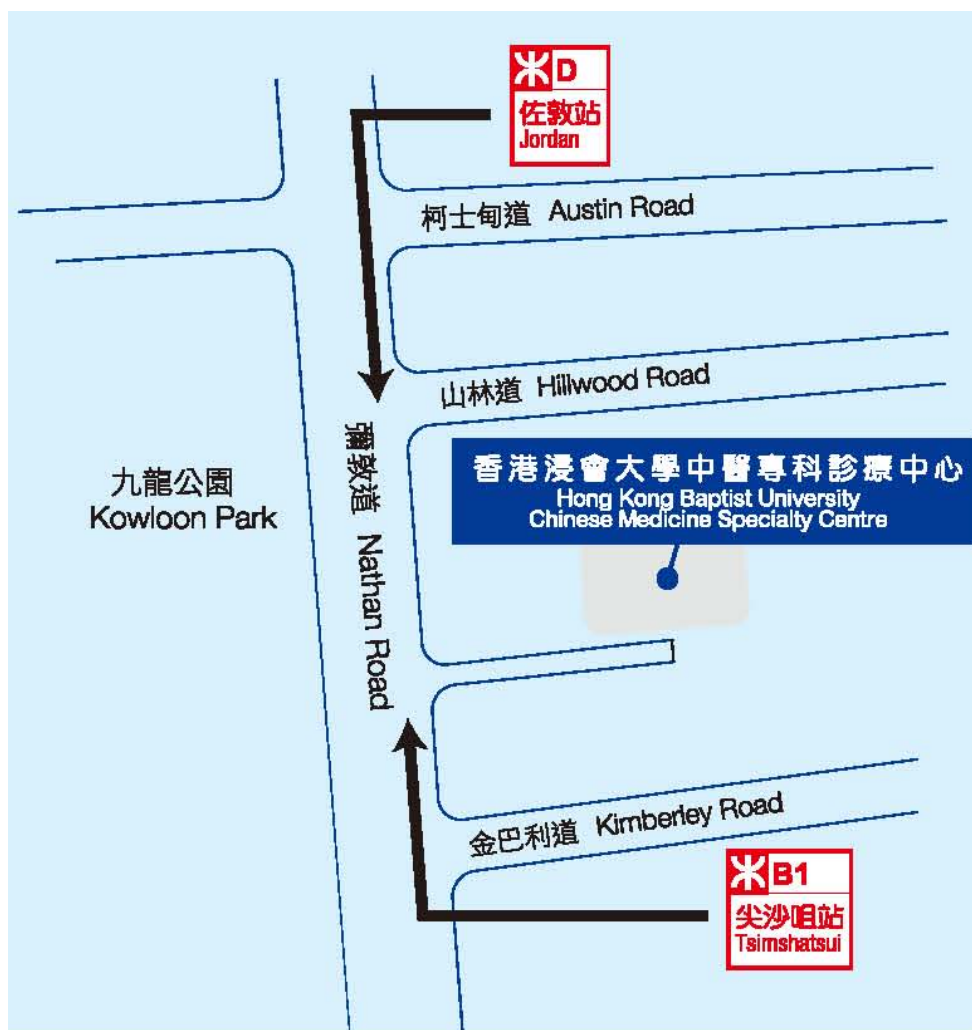 D
佐敦站
Jordan
柯士甸道 Austin Road
山林道 Hillwood Road
彌敦道 Nathan Road
九龍公園
Kowloon Park
香港浸會大學中醫專科診療中心
Hong Kong Baptist University
Chinese Medicine Specialty Centre
金巴利道 Kimberley Road
B1
尖沙咀站
Tsimshatsui